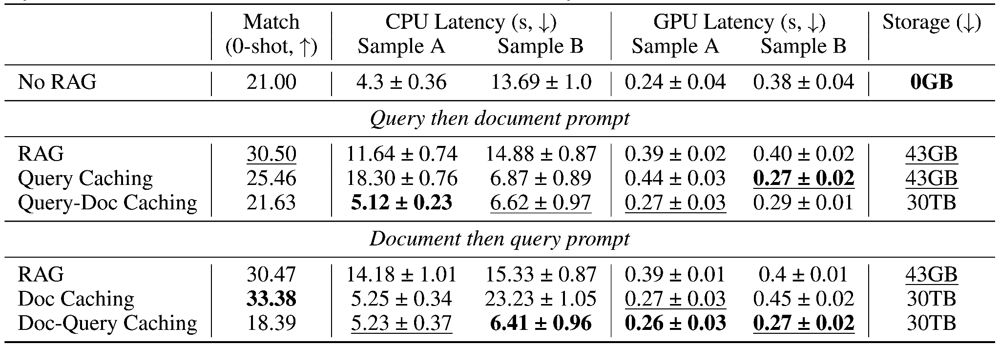 Match CPU Latency (s, ↓) GPU Latency (s, ↓) Storage (↓)
(0-shot, ↑) Sample A Sample B Sample A Sample B
No RAG 21.00 4.3 ± 0.36 13.69 ± 1.0 0.24 ± 0.04 0.38 ± 0.04 0GB
Query then document prompt
RAG 30.50 11.64 ± 0.74 14.88 ± 0.87 0.39 ± 0.02 0.40 ± 0.02 43GB
Query Caching 25.46 18.30 ± 0.76 6.87 ± 0.89 0.44 ± 0.03 0.27 ± 0.02 43GB
Query-Doc Caching 21.63 5.12 ± 0.23 6.62 ± 0.97 0.27 ± 0.03 0.29 ± 0.01 30TB
Document then query prompt
RAG 30.47 14.18 ± 1.01 15.33 ± 0.87 0.39 ± 0.01 0.4 ± 0.01 43GB
Doc Caching 33.38 5.25 ± 0.34 23.23 ± 1.05 0.27 ± 0.03 0.45 ± 0.02 30TB
Doc-Query Caching 18.39 5.23 ± 0.37 6.41 ± 0.96 0.26 ± 0.03 0.27 ± 0.02 30TB